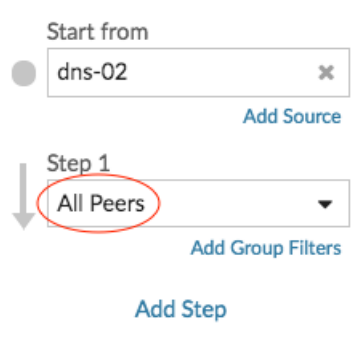 Start from
dns-02
Add Source
Step 1
All Peers
Add Group Filters
Add Step